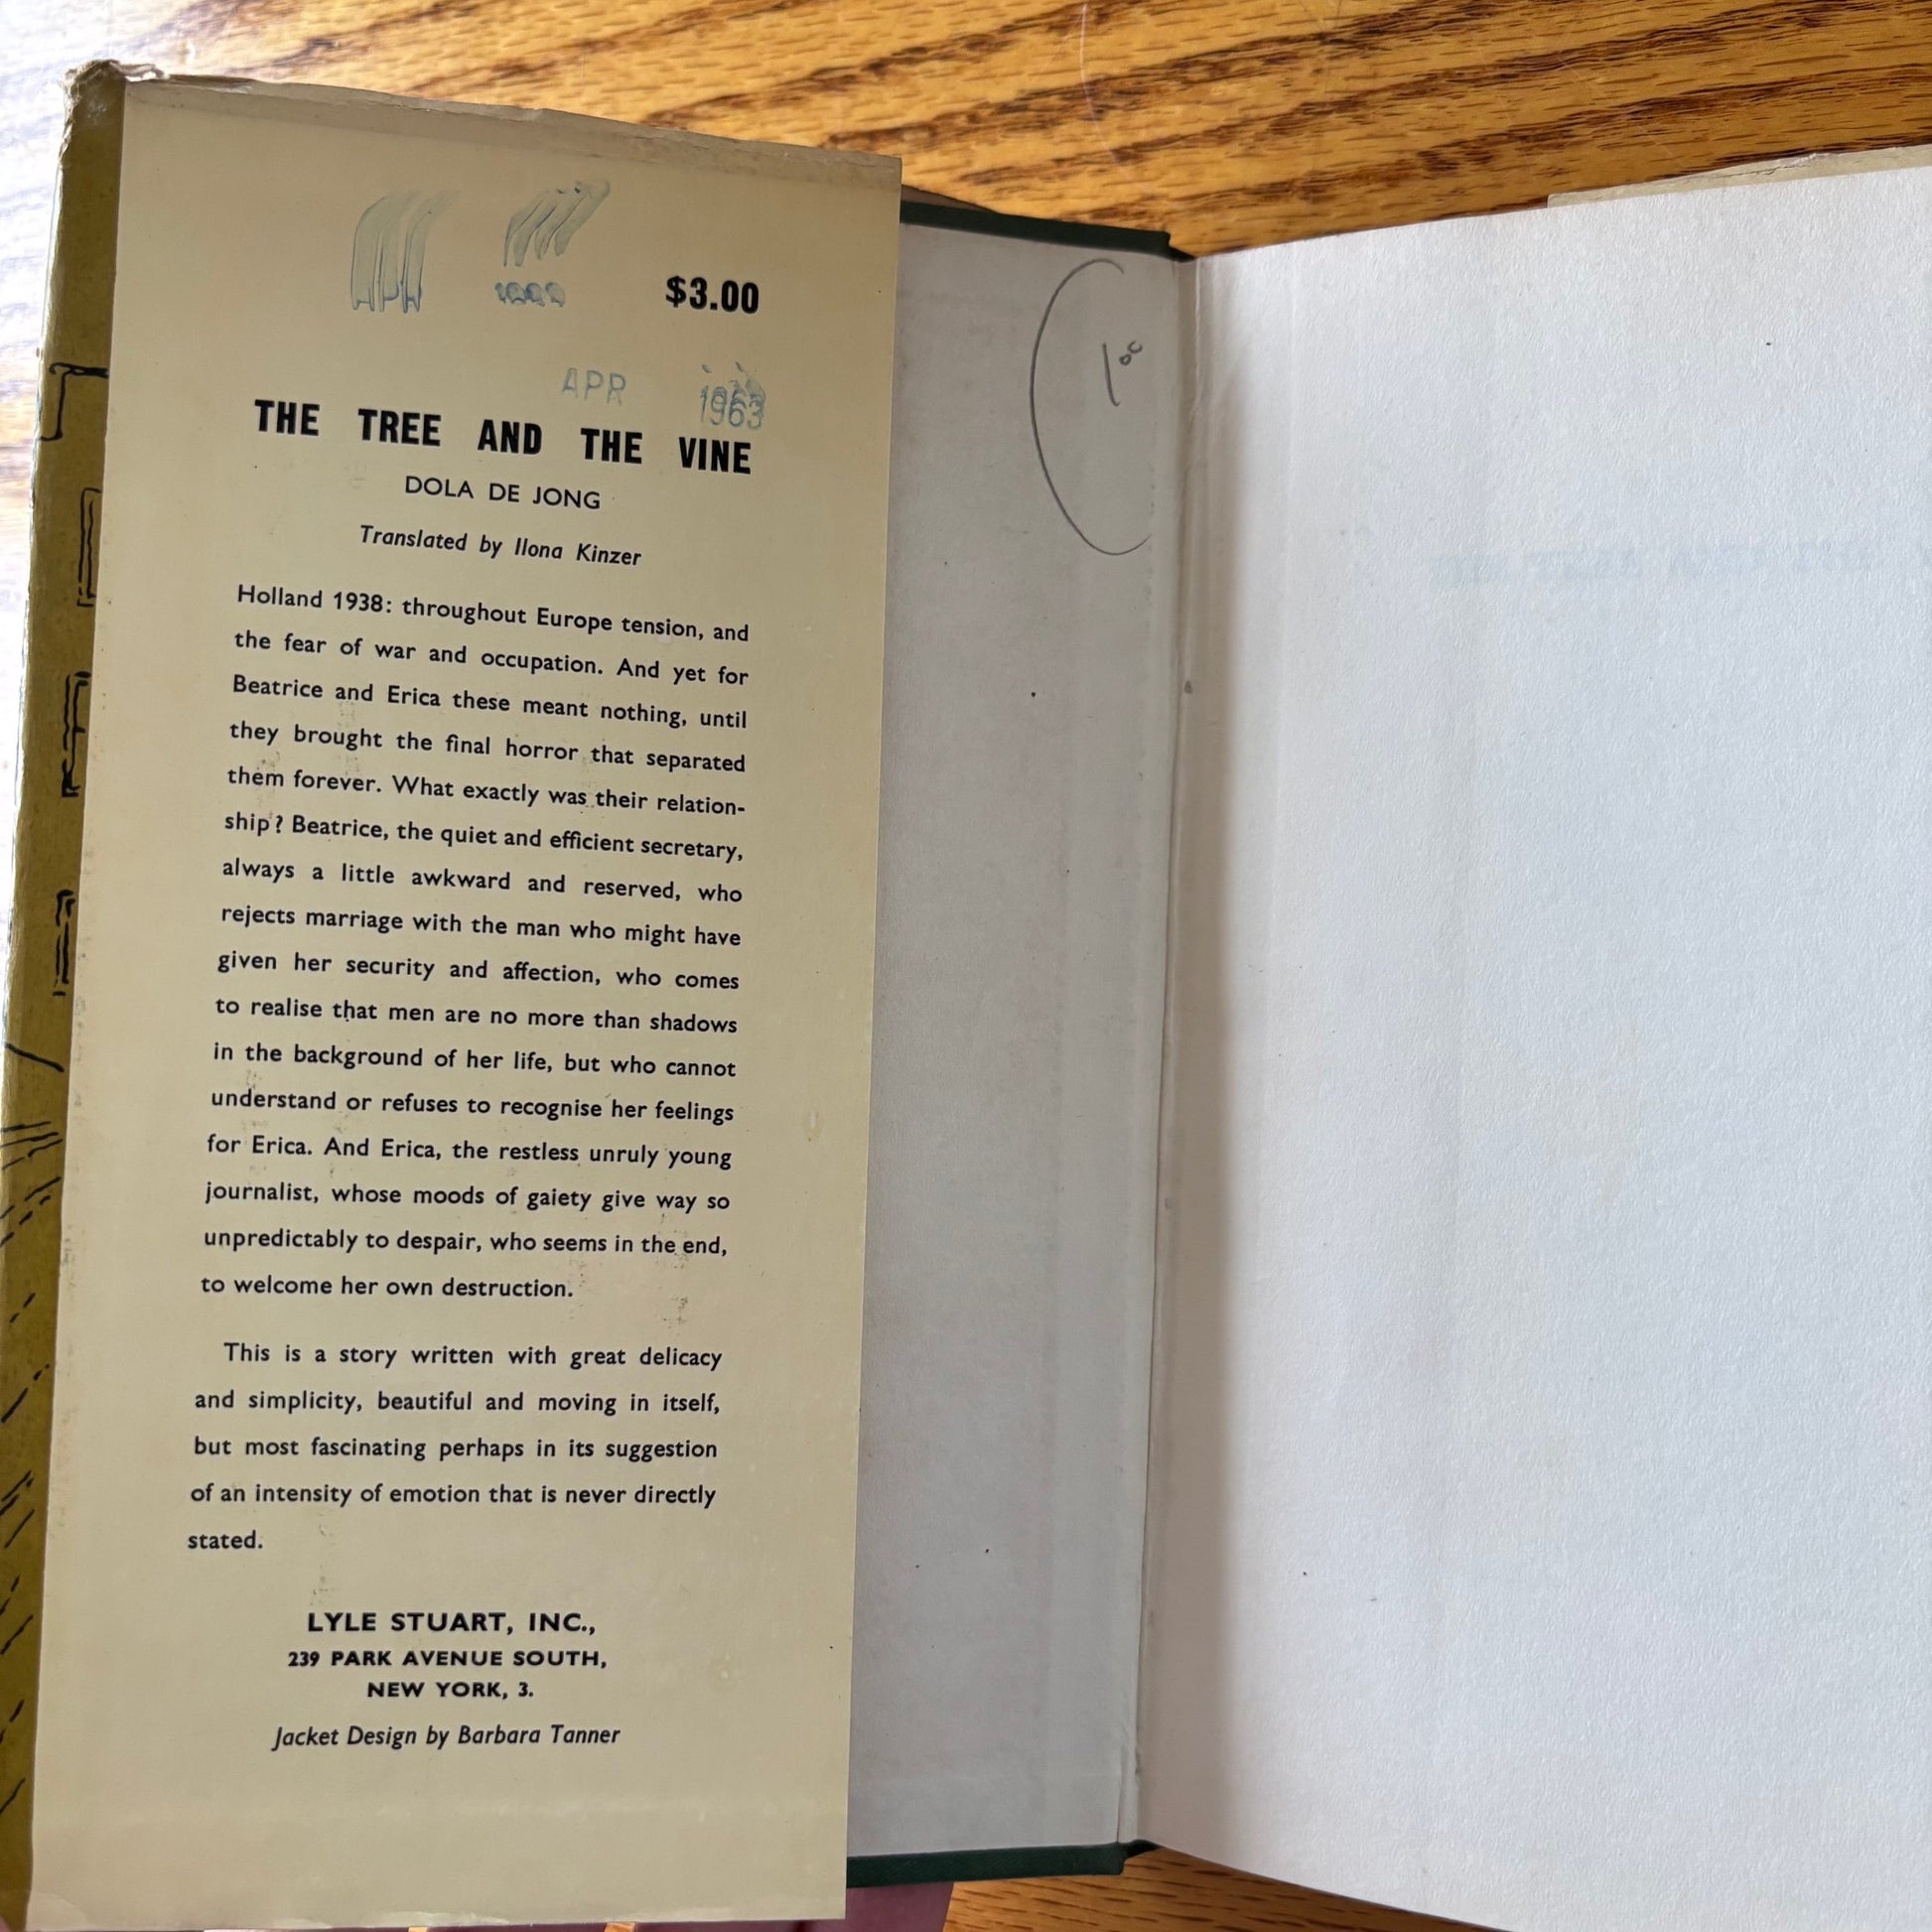 $3.00
APR 1963
THE TREE AND THE VINE
DOLA DE JONG
Translated by Ilona Kinzer
Holland 1938: throughout Europe tension, and
the fear of war and occupation. And yet for
Beatrice and Erica these meant nothing, until
they brought the final horror that separated
them forever. What exactly was their relation-
ship? Beatrice, the quiet and efficient secretary,
always a little awkward and reserved, who
rejects marriage with the man who might have
given her security and affection, who comes
to realise that men are no more than shadows
in the background of her life, but who cannot
understand or refuses to recognise her feelings
for Erica. And Erica, the restless unruly young
journalist, whose moods of gaiety give way so
unpredictably to despair, who seems in the end,
to welcome her own destruction.
This is a story written with great delicacy
and simplicity, beautiful and moving in itself,
but most fascinating perhaps in its suggestion
of an intensity of emotion that is never directly
stated.
LYLE STUART, INC.,
239 PARK AVENUE SOUTH,
NEW YORK, 3.
Jacket Design by Barbara Tanner
1⁰⁰